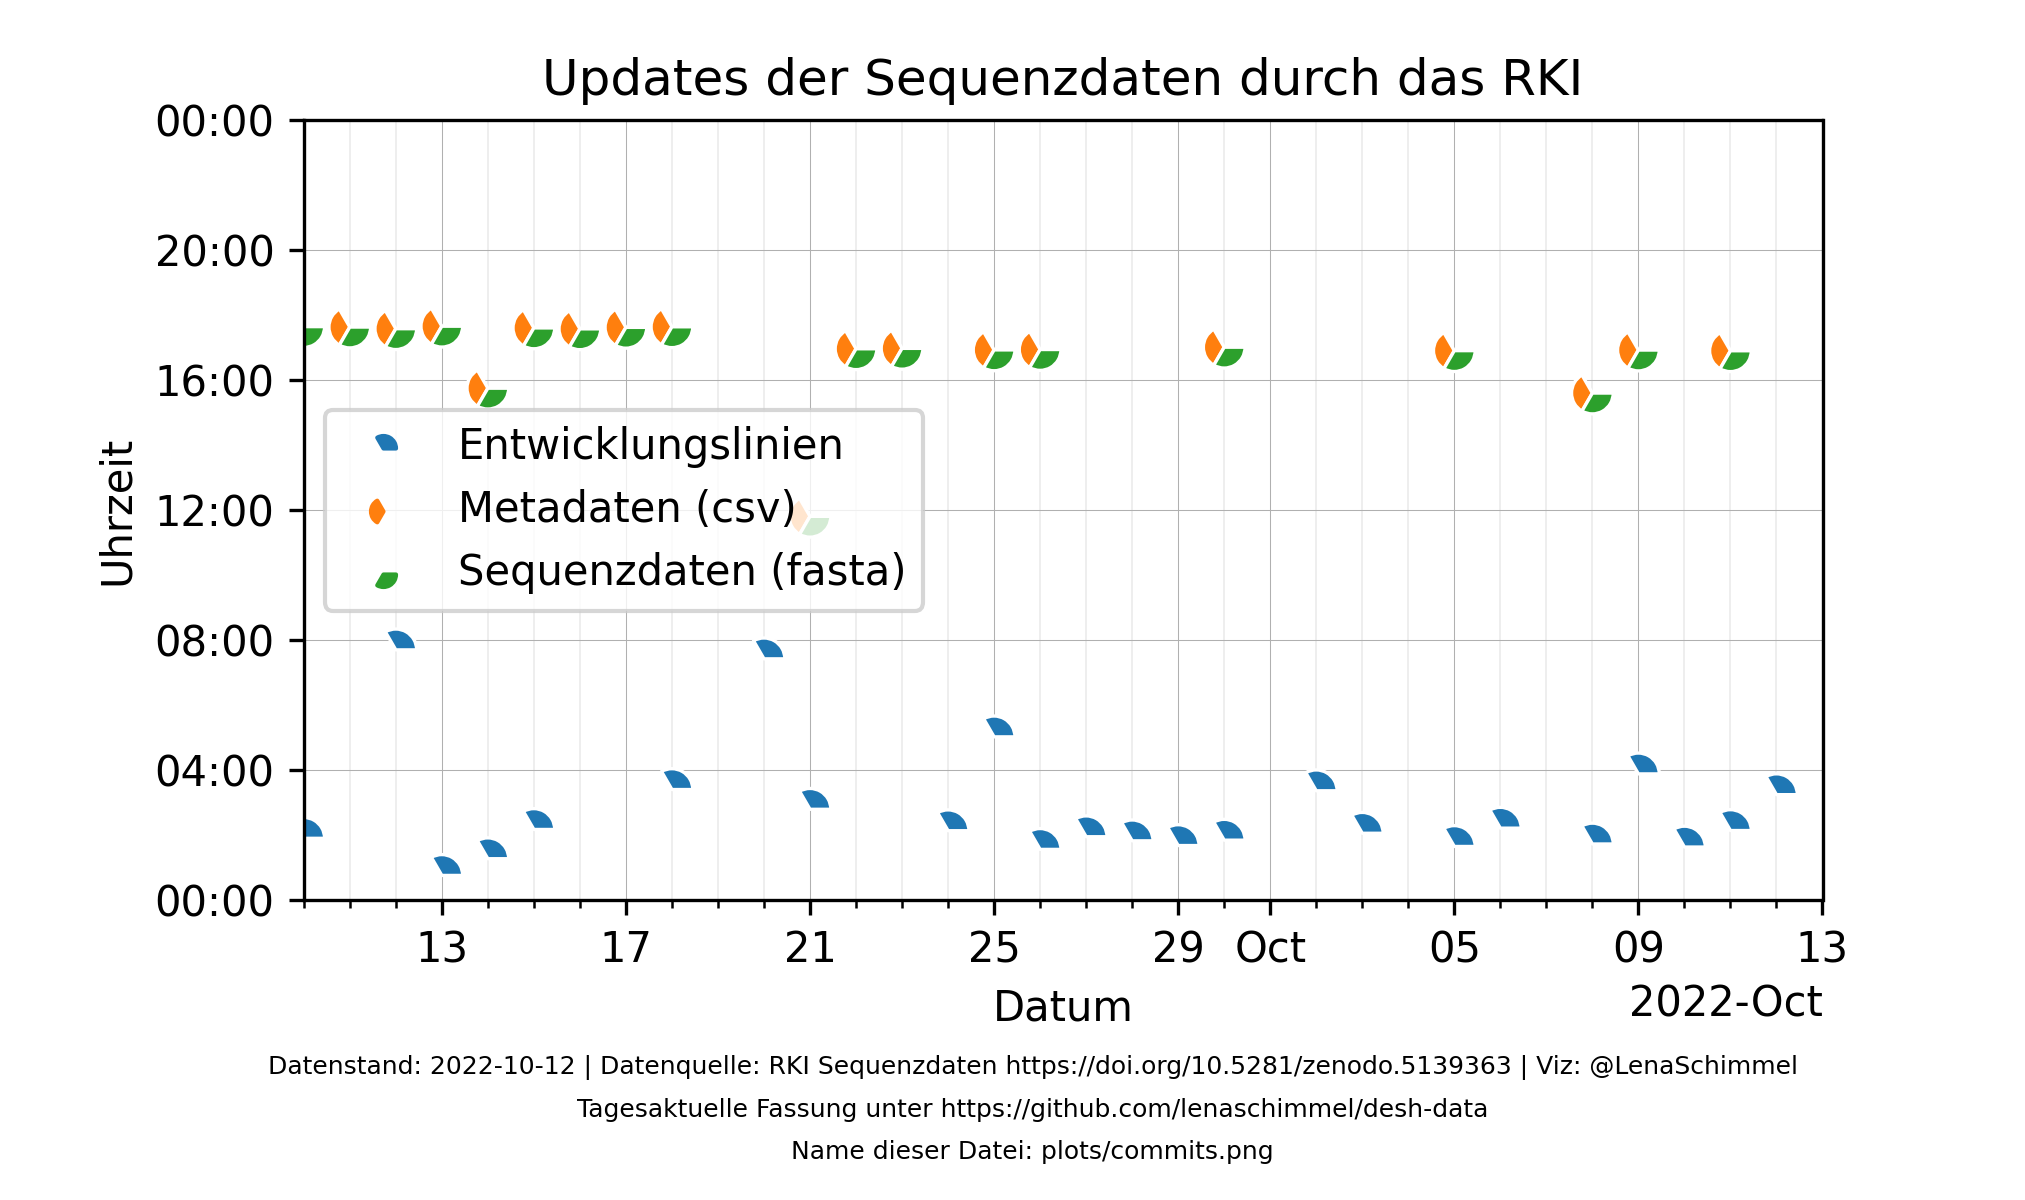 Updates der Sequenzdaten durch das RKI
00:00
20:00
16:00
12:00
08:00
04:00
00:00
Uhrzeit
Entwicklungslinien
Metadaten (csv)
Sequenzdaten (fasta)
13 17 21 25 29 Oct 05 09 13
2022-Oct
Datum
Datenstand: 2022-10-12 | Datenquelle: RKI Sequenzdaten https://doi.org/10.5281/zenodo.5139363 | Viz: @LenaSchimmel
Tagesaktuelle Fassung unter https://github.com/lenaschimmel/desh-data
Name dieser Datei: plots/commits.png